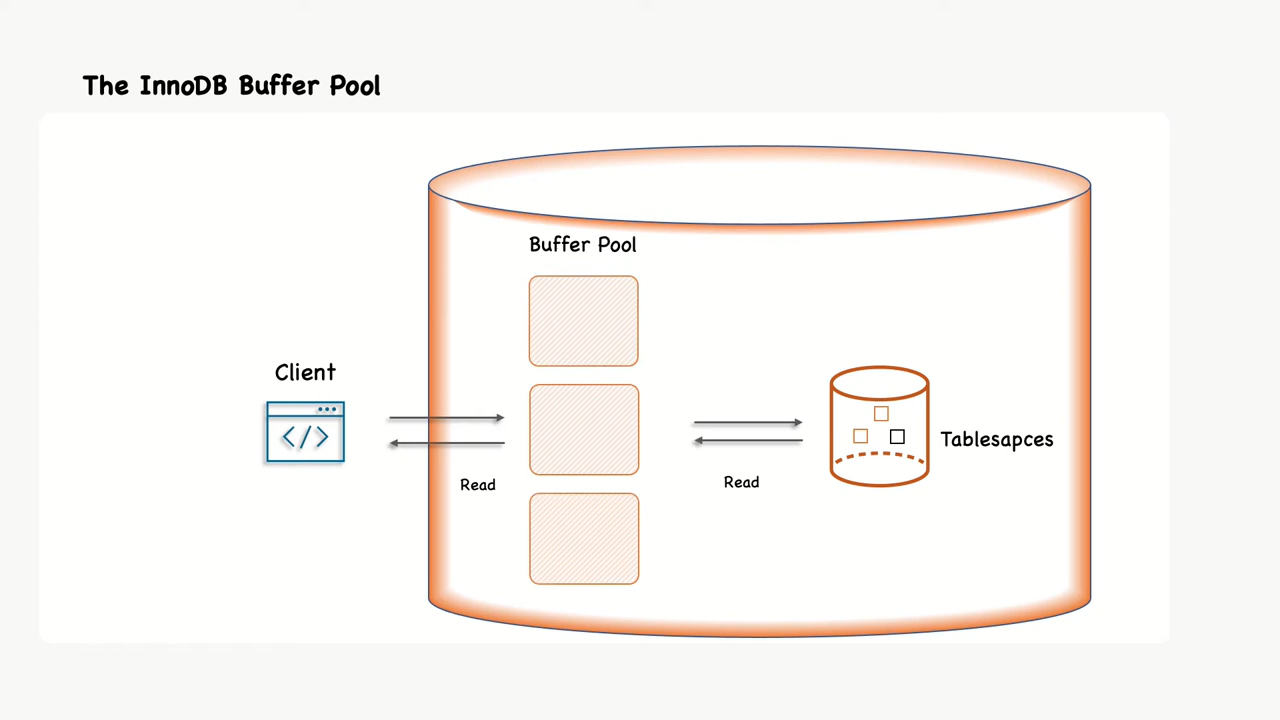 The InnoDB Buffer Pool
Buffer Pool
Client
</>
Read
Read
Tablesapces